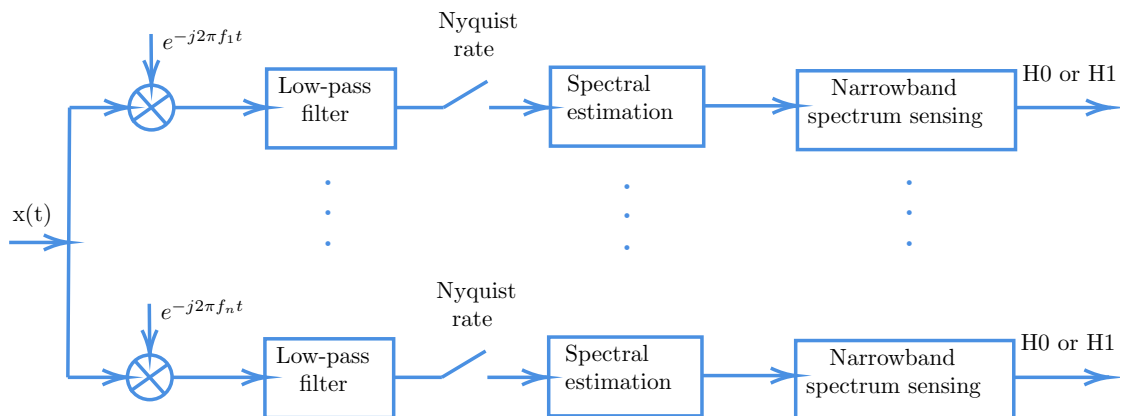 e^{-j2πf_1t}
Nyquist
rate
Low-pass
filter
Spectral
estimation
Narrowband
spectrum sensing
H0 or H1
x(t)
e^{-j2πf_nt}
Nyquist
rate
Low-pass
filter
Spectral
estimation
Narrowband
spectrum sensing
H0 or H1